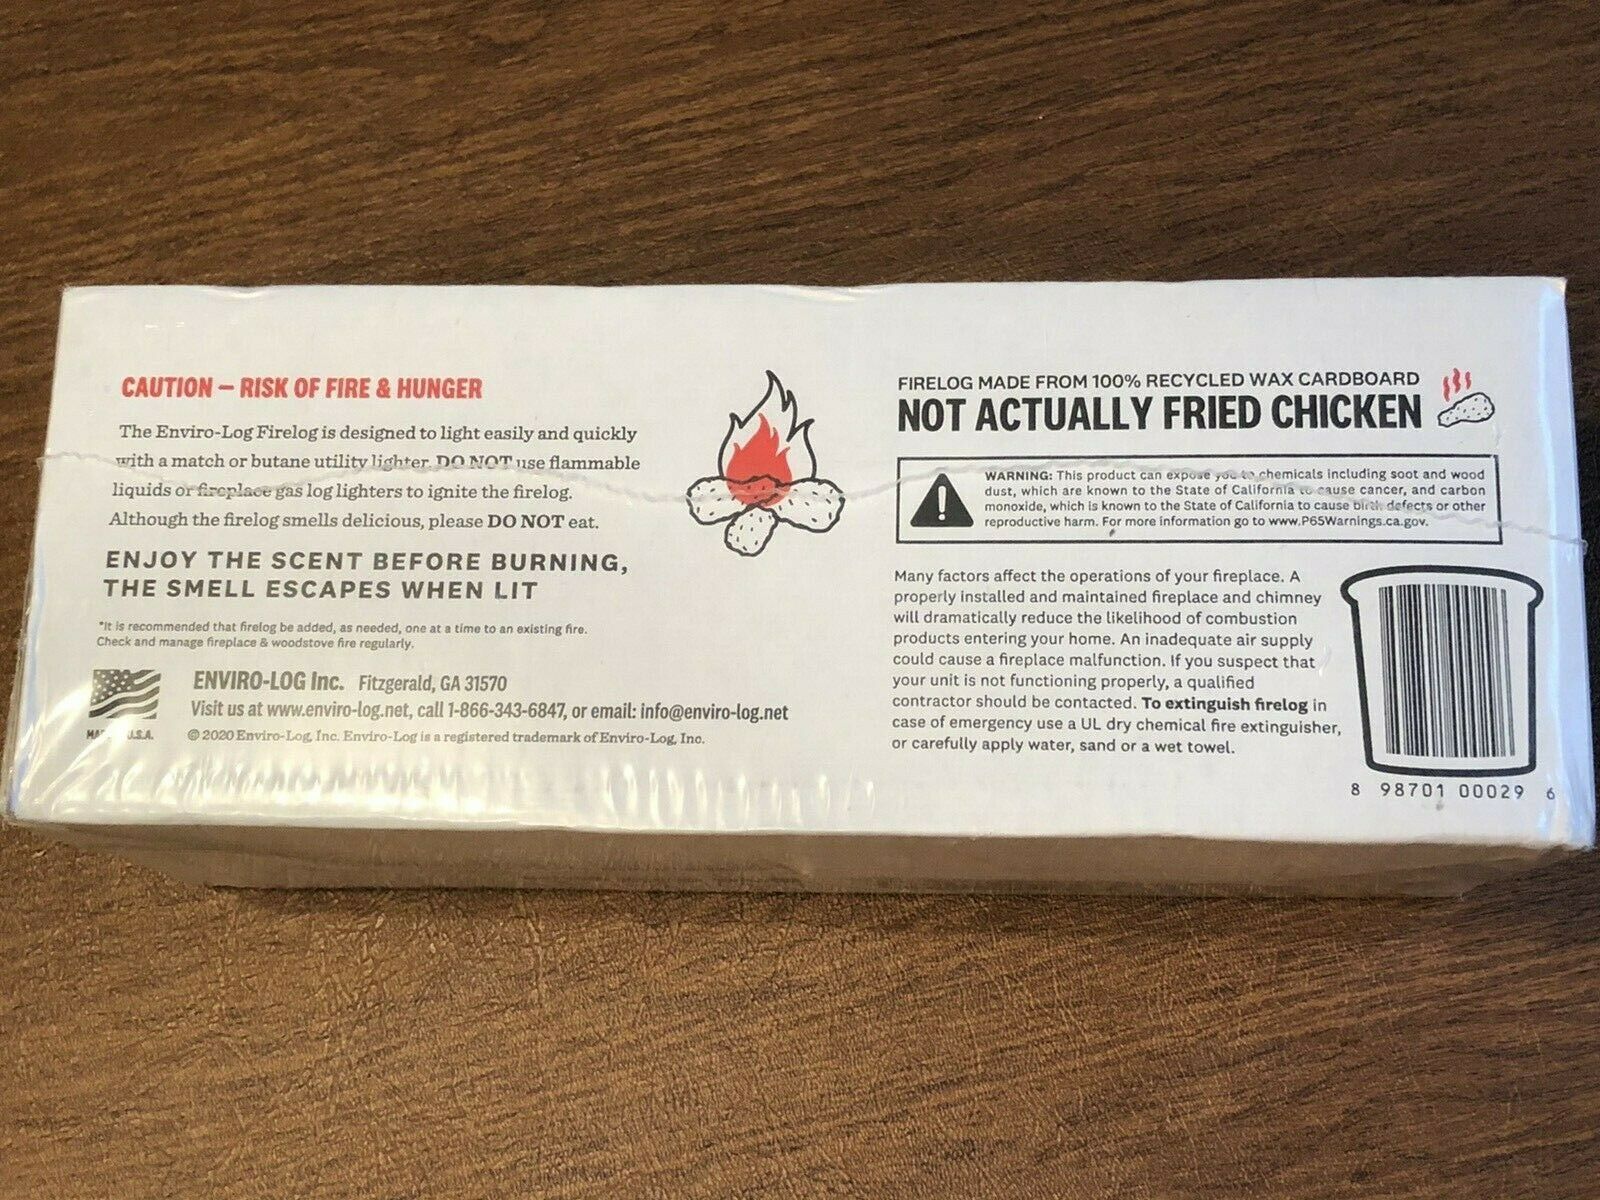 CAUTION – RISK OF FIRE & HUNGER
The Enviro-Log Firelog is designed to light easily and quickly
with a match or butane utility lighter. DO NOT use flammable
liquids or fireplace gas log lighters to ignite the firelog.
Although the firelog smells delicious, please DO NOT eat.
ENJOY THE SCENT BEFORE BURNING,
THE SMELL ESCAPES WHEN LIT
*It is recommended that firelog be added, as needed, one at a time to an existing fire.
Check and manage fireplace & woodstove fire regularly.
ENVIRO-LOG Inc. Fitzgerald, GA 31570
Visit us at www.enviro-log.net, call 1-866-343-6847, or email: info@enviro-log.net
U.S.A.
© 2020 Enviro-Log, Inc. Enviro-Log is a registered trademark of Enviro-Log, Inc.
FIRELOG MADE FROM 100% RECYCLED WAX CARDBOARD
NOT ACTUALLY FRIED CHICKEN
WARNING: This product can expose you to chemicals including soot and wood
dust, which are known to the State of California to cause cancer, and carbon
monoxide, which is known to the State of California to cause birth defects or other
reproductive harm. For more information go to www.P65Warnings.ca.gov.
Many factors affect the operations of your fireplace. A
properly installed and maintained fireplace and chimney
will dramatically reduce the likelihood of combustion
products entering your home. An inadequate air supply
could cause a fireplace malfunction. If you suspect that
your unit is not functioning properly, a qualified
contractor should be contacted. To extinguish firelog in
case of emergency use a UL dry chemical fire extinguisher,
or carefully apply water, sand or a wet towel.
8 98701 00029 6